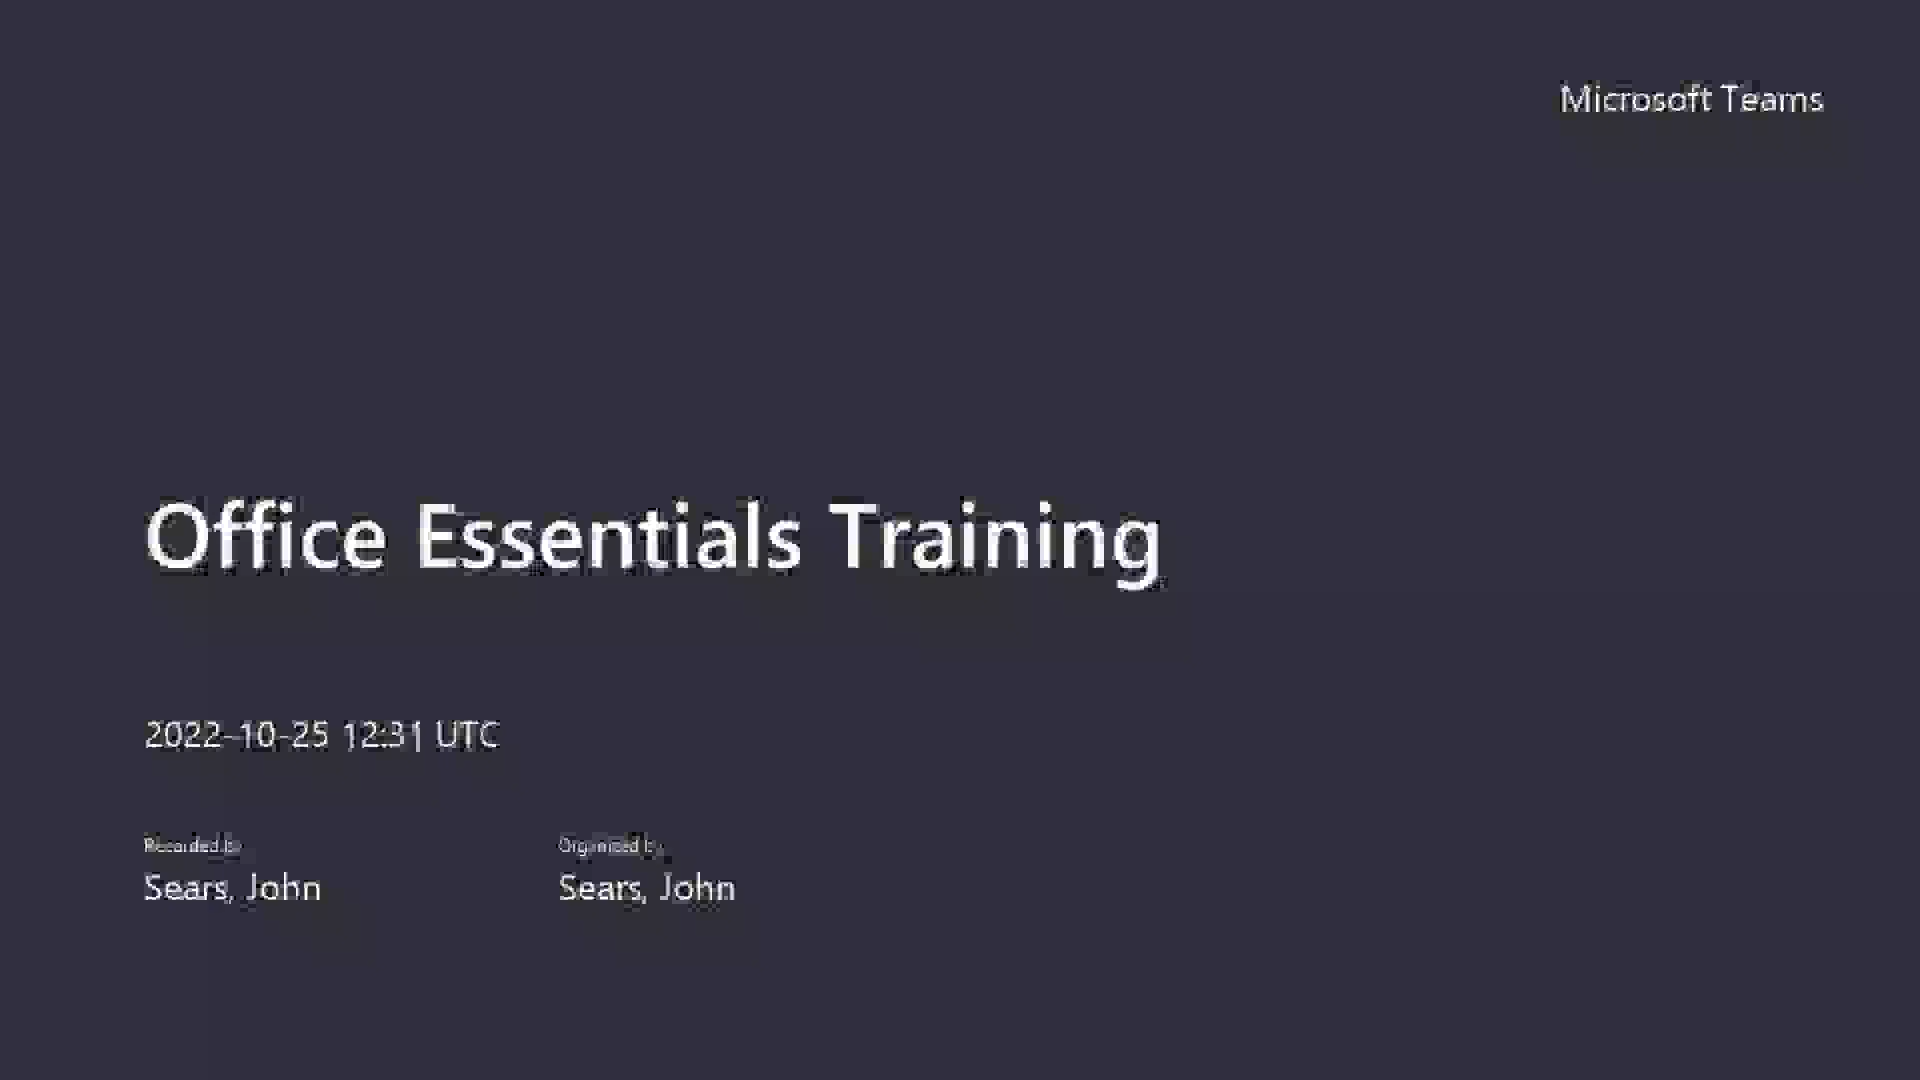 Microsoft Teams
Office Essentials Training
2022-10-25 12:31 UTC
Recorded by
Organized by
Sears, John
Sears, John